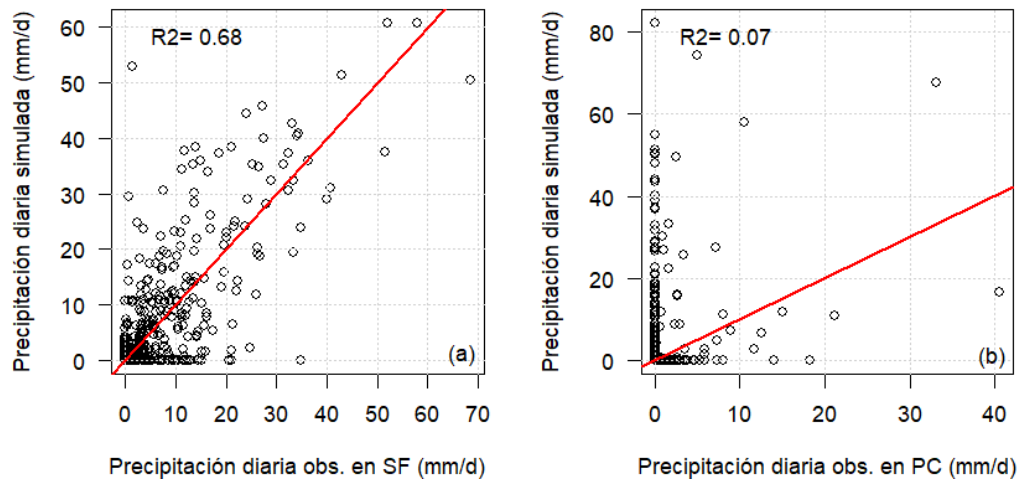 Precipitación diaria simulada (mm/d)
60
50
40
30
20
10
0
R2= 0.68
(a)
0 10 20 30 40 50 60 70
Precipitación diaria obs. en SF (mm/d)
Precipitación diaria simulada (mm/d)
80
60
40
20
0
R2= 0.07
(b)
0 10 20 30 40
Precipitación diaria obs. en PC (mm/d)